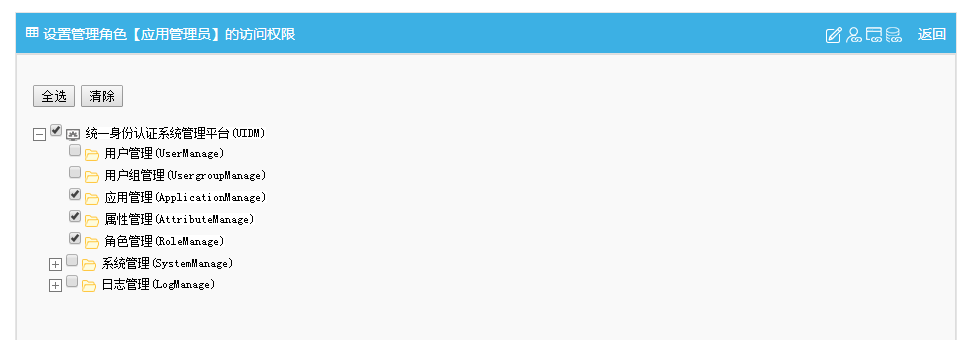 设置管理角色【应用管理员】的访问权限 返回
全选 清除
统一身份认证系统管理平台(UIDM)
用户管理(UserManage)
用户组管理(UsergroupManage)
应用管理(ApplicationManage)
属性管理(AttributeManage)
角色管理(RoleManage)
系统管理(SystemManage)
日志管理(LogManage)